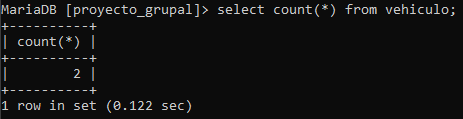 MariaDB [proyecto_grupal]> select count(*) from vehiculo;
+----------+
| count(*) |
+----------+
|        2 |
+----------+
1 row in set (0.122 sec)